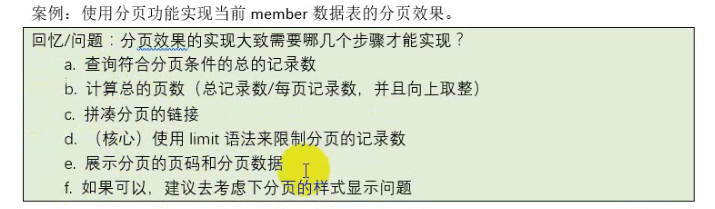 案例：使用分页功能实现当前 member 数据表的分页效果。
回忆/问题：分页效果的实现大致需要哪几个步骤才能实现？
a. 查询符合分页条件的总的记录数
b. 计算总的页数（总记录数/每页记录数，并且向上取整）
c. 拼凑分页的链接
d. （核心）使用 limit 语法来限制分页的记录数
e. 展示分页的页码和分页数据
f. 如果可以，建议去考虑下分页的样式显示问题